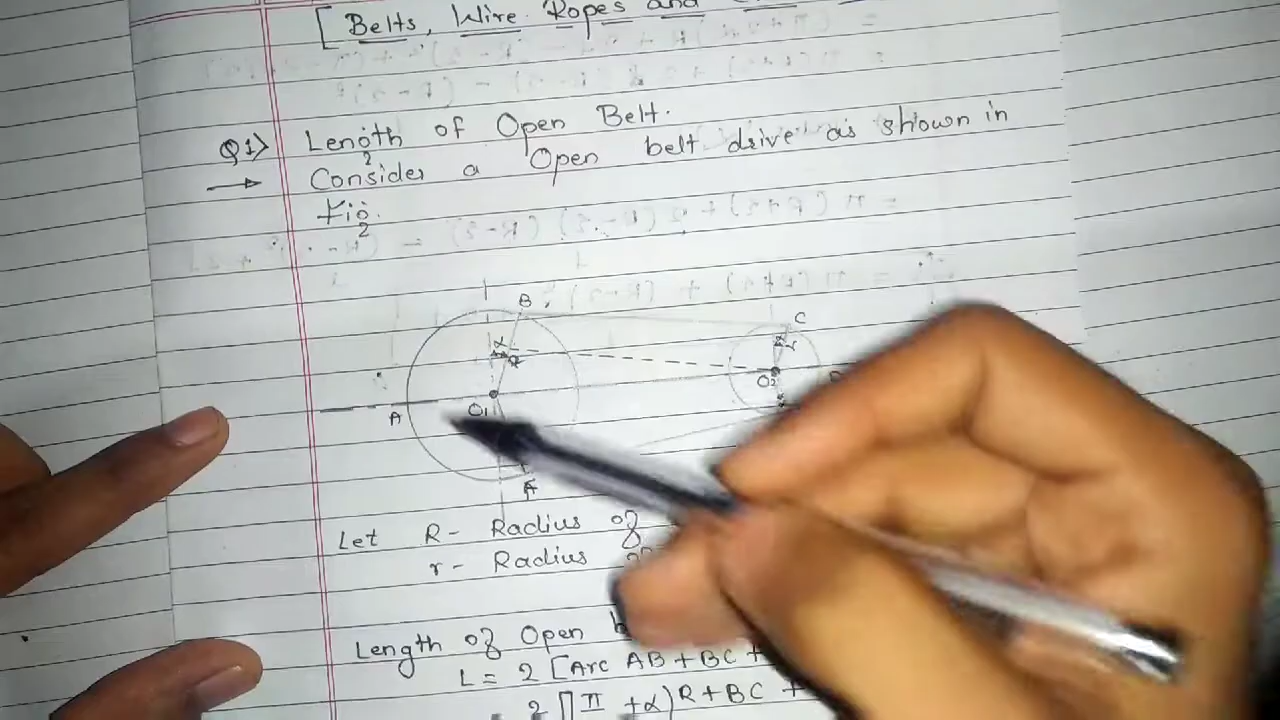 [Belts, Wire Ropes and
Q1) Length of Open Belt.
→ Consider a Open belt drive as shown in
fig.
B
C
α
R
α
r
O1
O2
A
F
Let R - Radius of
r - Radius
Length of Open b
L = 2 [Arc AB + BC +
2 [(π + α) R + BC +